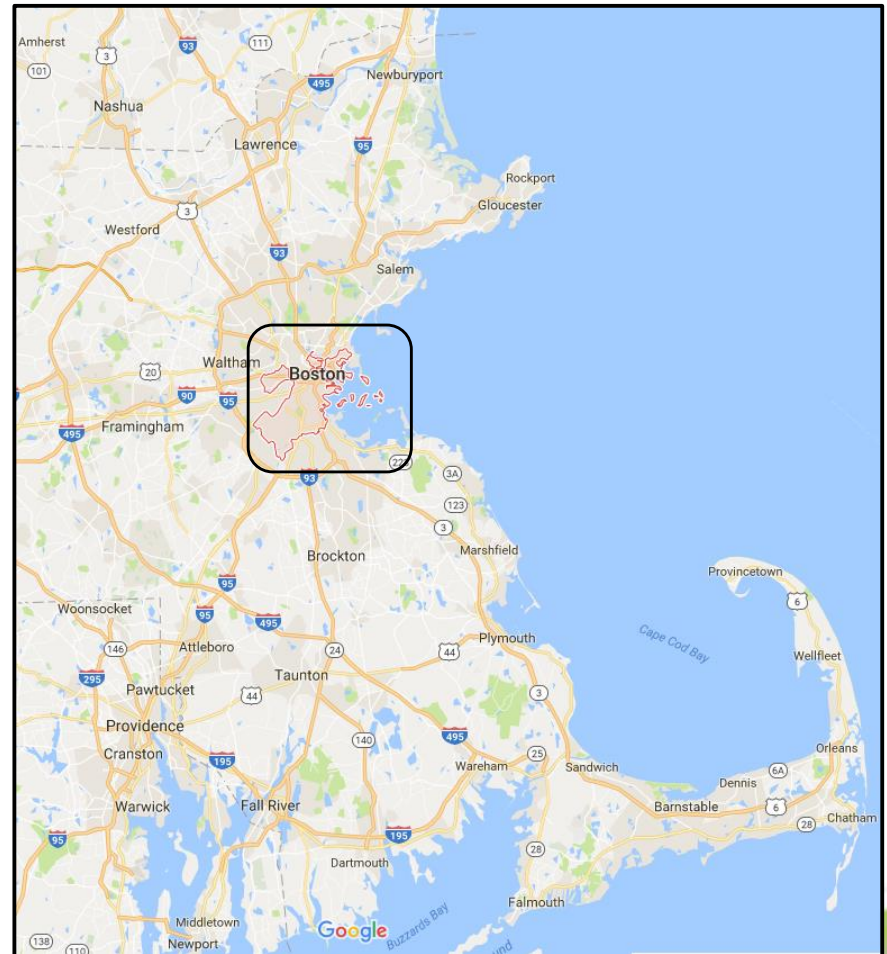 Amherst
93
111
3
101
495
Newburyport
Nashua
Lawrence
95
Rockport
Gloucester
3
Westford
93
Salem
Waltham
20
Boston
90
95
Framingham
495
93
3A
123
3
Brockton
Marshfield
Provincetown
6
95
Woonsocket
95
495
Plymouth
Cape Cod Bay
146
Attleboro
24
44
Wellfleet
295
Taunton
Pawtucket
44
3
Providence
140
495
Cranston
195
25
Orleans
Wareham
Sandwich
6A
Dennis
Warwick
Fall River
Barnstable
6
28
Chatham
95
195
28
Dartmouth
Falmouth
Middletown
Google
Buzzards Bay
138
Newport
110